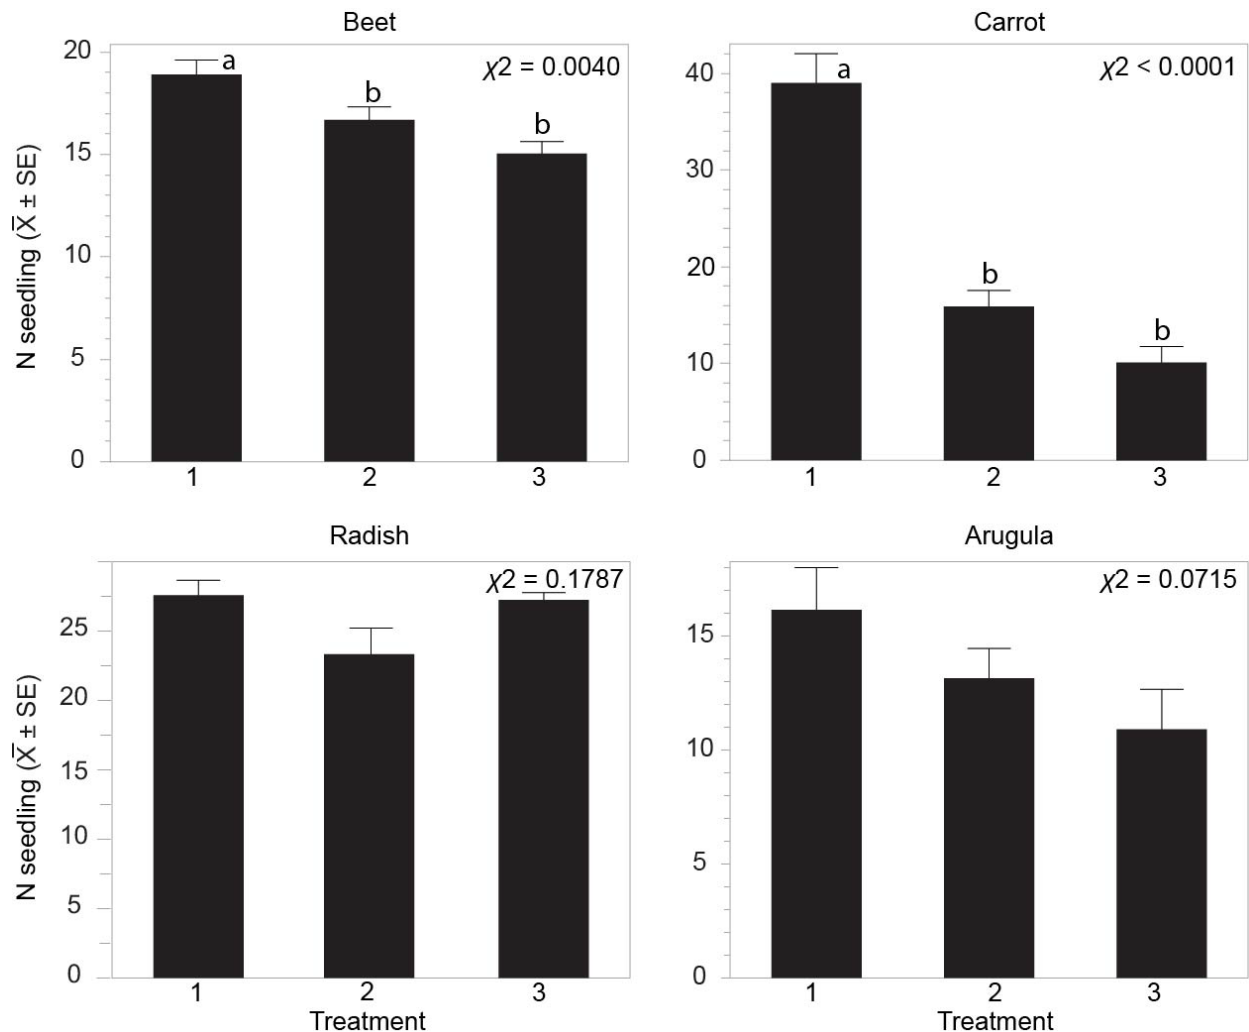 Beet
20
15
10
5
0
N seedling (X̅ ± SE)
a
b
b
χ2 = 0.0040
1 2 3
Carrot
40
30
20
10
0
a
b
b
χ2 < 0.0001
1 2 3
Radish
25
20
15
10
5
0
N seedling (X̅ ± SE)
χ2 = 0.1787
1 2 3
Treatment
Arugula
15
10
5
0
χ2 = 0.0715
1 2 3
Treatment